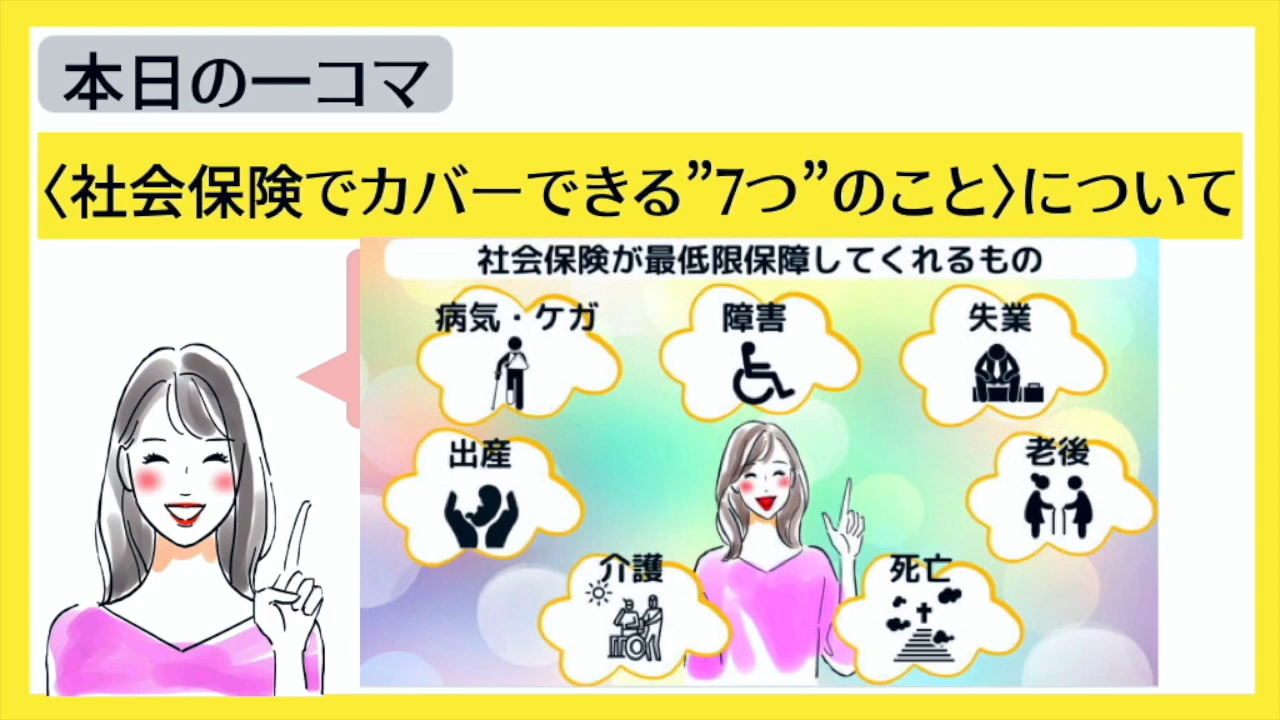 本日の一コマ
〈社会保険でカバーできる”7つ”のこと〉について
社会保険が最低限保障してくれるもの
病気・ケガ
障害
失業
出産
老後
介護
死亡